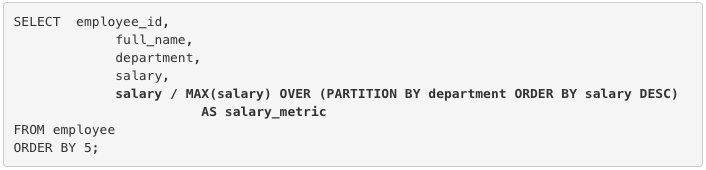 SELECT  employee_id,
             full_name,
             department,
             salary,
             salary / MAX(salary) OVER (PARTITION BY department ORDER BY salary DESC)
                        AS salary_metric
FROM employee
ORDER BY 5;